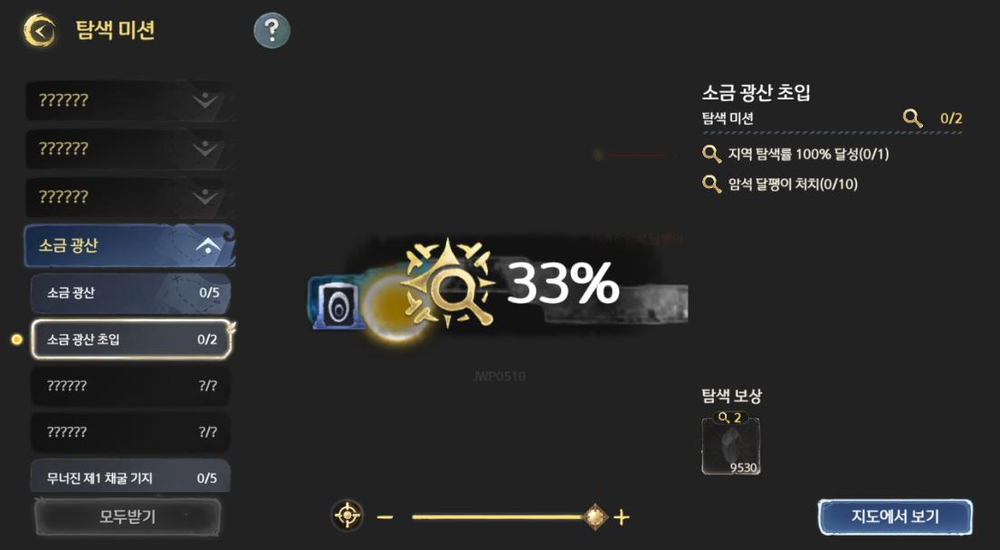 탐색 미션
?
??????
??????
??????
소금 광산
소금 광산 0/5
소금 광산 초입 0/2
?????? ?/?
?????? ?/?
무너진 제1 채굴 기지 0/5
모두받기
33%
JWP0510
소금 광산 초입
탐색 미션 0/2
지역 탐색률 100% 달성(0/1)
암석 달팽이 처치(0/10)
탐색 보상
2
9530
지도에서 보기